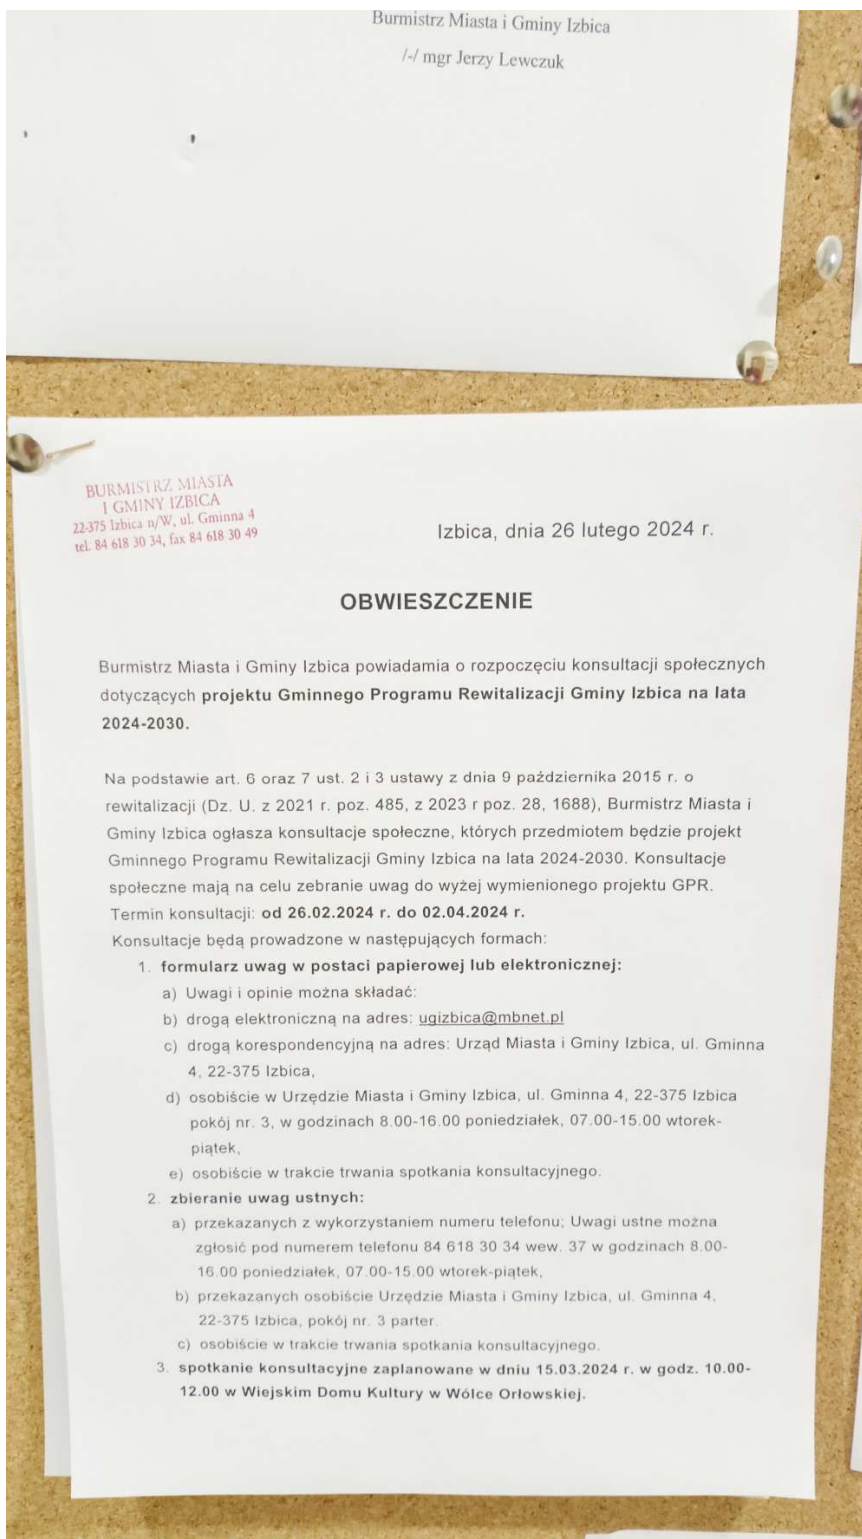 Burmistrz Miasta i Gminy Izbica
/-/ mgr Jerzy Lewczuk
BURMISTRZ MIASTA
I GMINY IZBICA
22-375 Izbica n/W, ul. Gminna 4
tel. 84 618 30 34, fax 84 618 30 49
Izbica, dnia 26 lutego 2024 r.
OBWIESZCZENIE
Burmistrz Miasta i Gminy Izbica powiadamia o rozpoczęciu konsultacji społecznych
dotyczących projektu Gminnego Programu Rewitalizacji Gminy Izbica na lata
2024-2030.
Na podstawie art. 6 oraz 7 ust. 2 i 3 ustawy z dnia 9 października 2015 r. o
rewitalizacji (Dz. U. z 2021 r. poz. 485, z 2023 r poz. 28, 1688), Burmistrz Miasta i
Gminy Izbica ogłasza konsultacje społeczne, których przedmiotem będzie projekt
Gminnego Programu Rewitalizacji Gminy Izbica na lata 2024-2030. Konsultacje
społeczne mają na celu zebranie uwag do wyżej wymienionego projektu GPR.
Termin konsultacji: od 26.02.2024 r. do 02.04.2024 r.
Konsultacje będą prowadzone w następujących formach:
1. formularz uwag w postaci papierowej lub elektronicznej:
a) Uwagi i opinie można składać:
b) drogą elektroniczną na adres: ugizbica@mbnet.pl
c) drogą korespondencyjną na adres: Urząd Miasta i Gminy Izbica, ul. Gminna
4, 22-375 Izbica,
d) osobiście w Urzędzie Miasta i Gminy Izbica, ul. Gminna 4, 22-375 Izbica
pokój nr. 3, w godzinach 8.00-16.00 poniedziałek, 07.00-15.00 wtorek-
piątek,
e) osobiście w trakcie trwania spotkania konsultacyjnego.
2. zbieranie uwag ustnych:
a) przekazanych z wykorzystaniem numeru telefonu; Uwagi ustne można
zgłosić pod numerem telefonu 84 618 30 34 wew. 37 w godzinach 8.00-
16.00 poniedziałek, 07.00-15.00 wtorek-piątek,
b) przekazanych osobiście Urzędzie Miasta i Gminy Izbica, ul. Gminna 4,
22-375 Izbica, pokój nr. 3 parter.
c) osobiście w trakcie trwania spotkania konsultacyjnego.
3. spotkanie konsultacyjne zaplanowane w dniu 15.03.2024 r. w godz. 10.00-
12.00 w Wiejskim Domu Kultury w Wólce Orłowskiej.